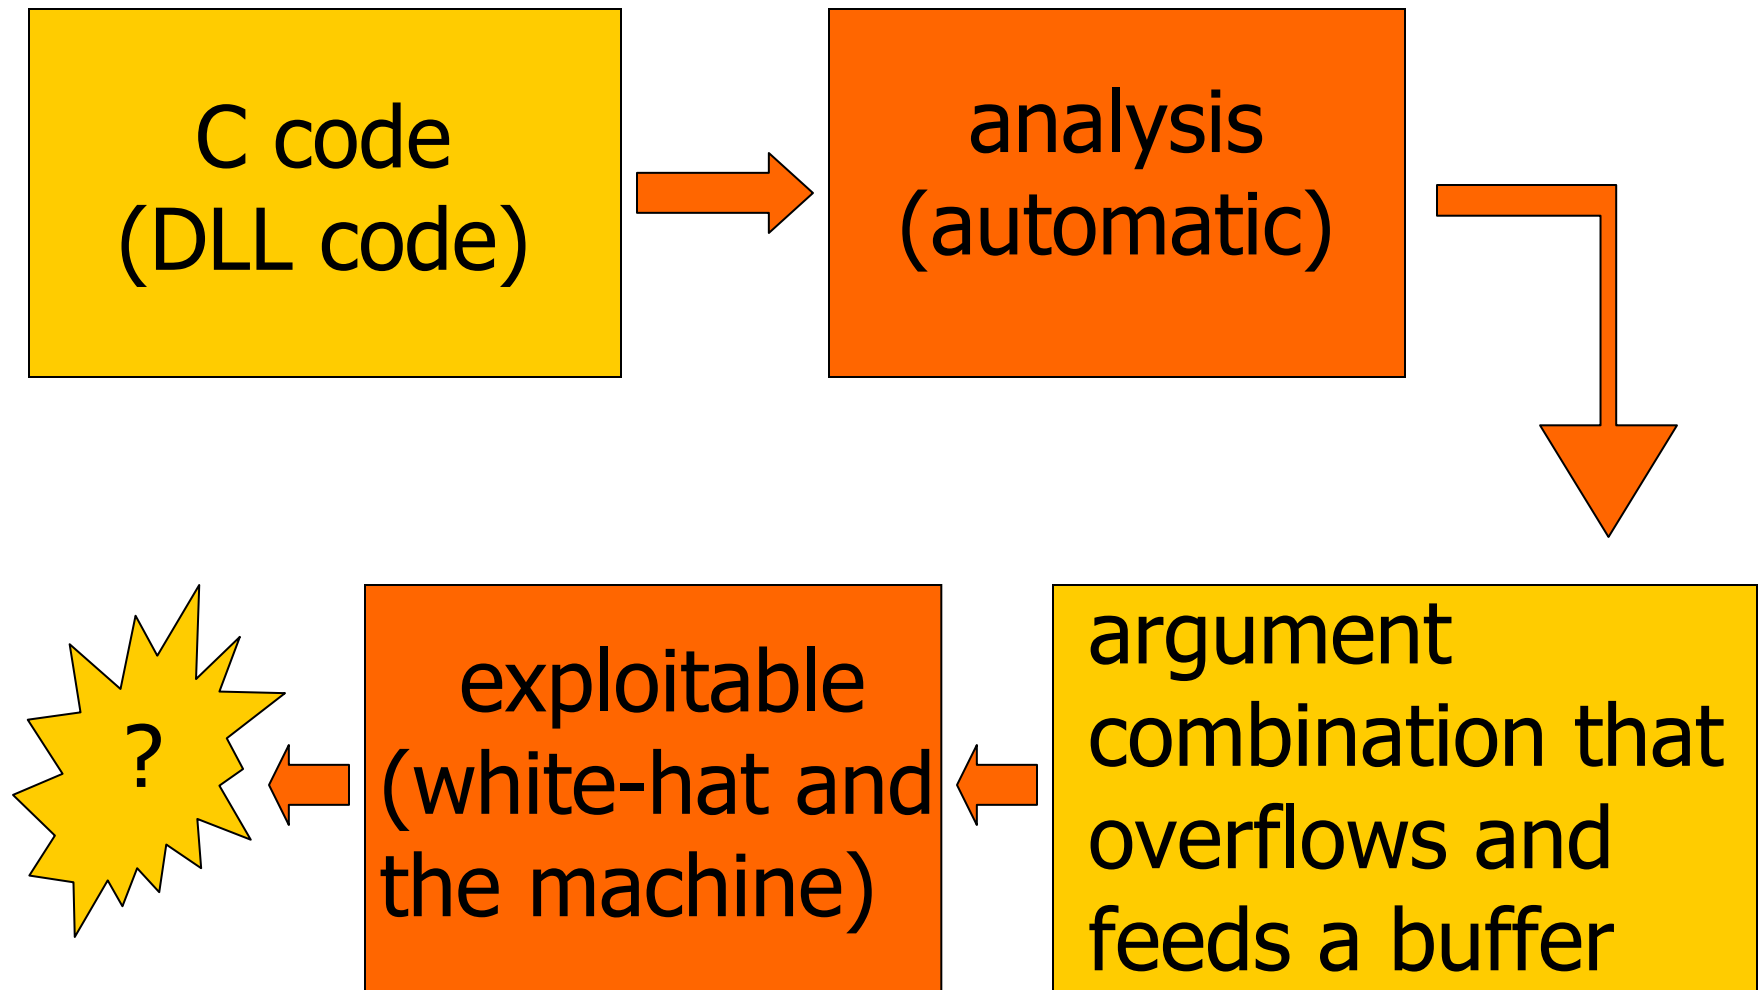 C code
(DLL code)
analysis
(automatic)
argument
combination that
overflows and
feeds a buffer
exploitable
(white-hat and
the machine)
?